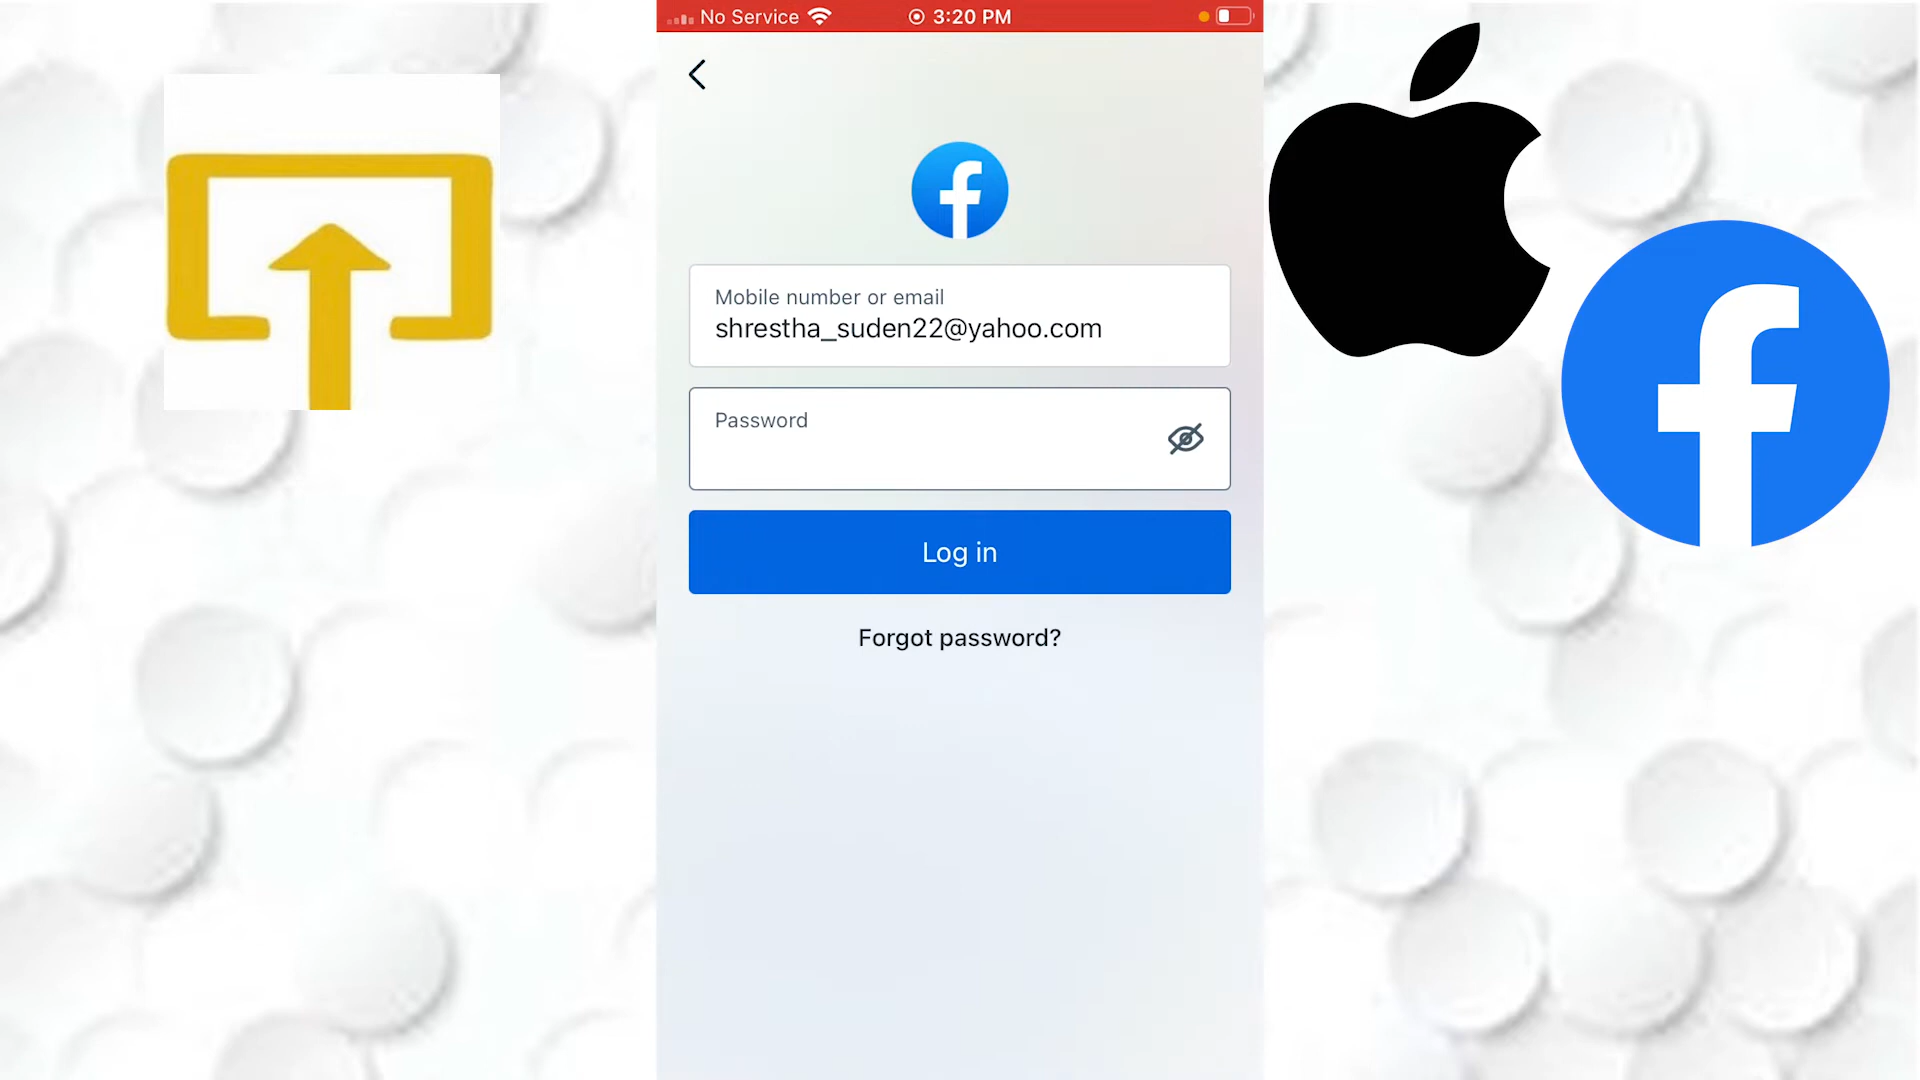 No Service 3:20 PM
Mobile number or email
shrestha_suden22@yahoo.com
Password
Log in
Forgot password?